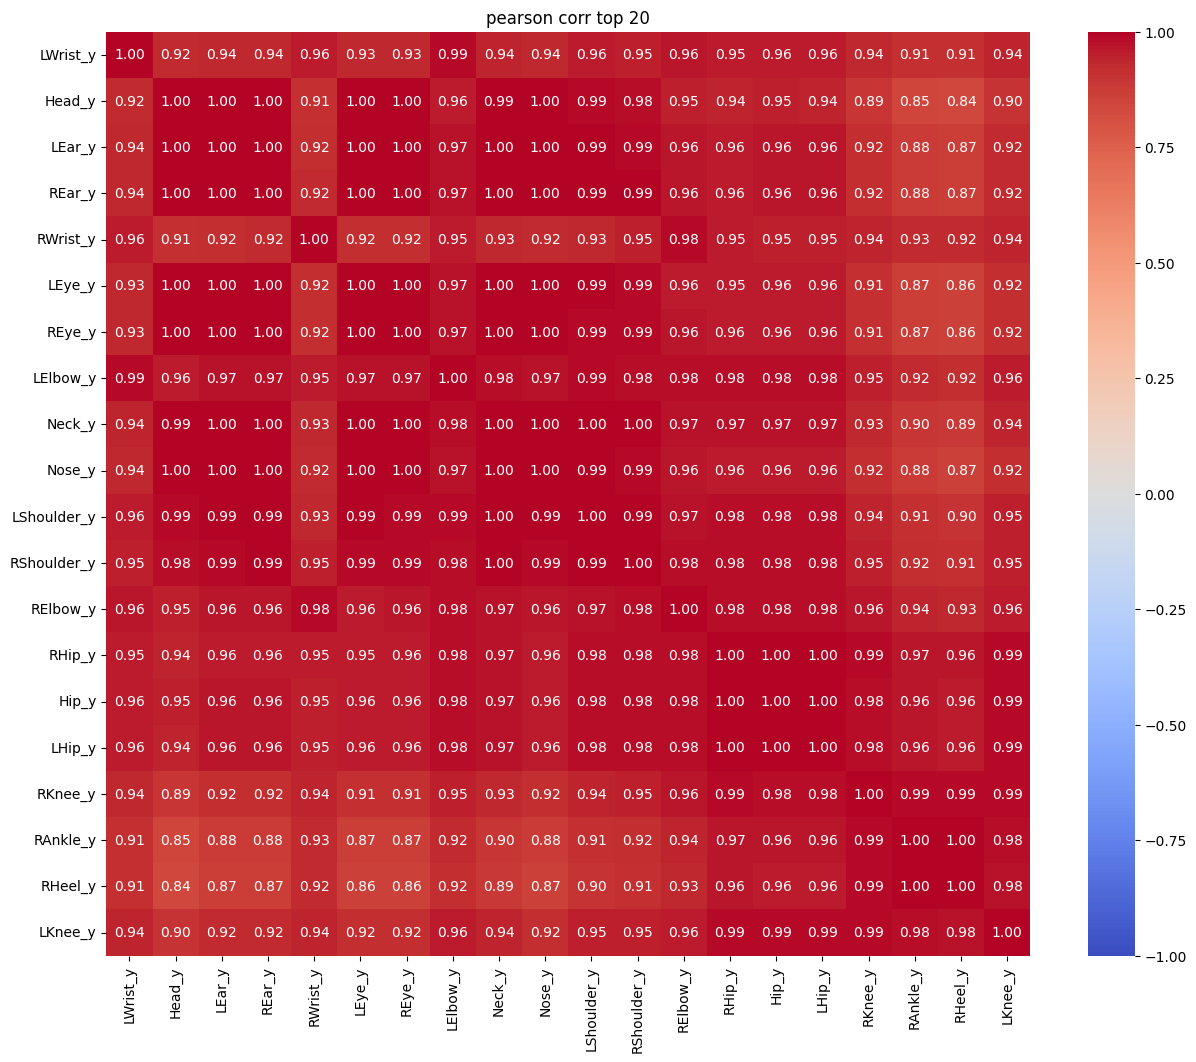 pearson corr top 20
LWrist_y 1.00 0.92 0.94 0.94 0.96 0.93 0.93 0.99 0.94 0.94 0.96 0.95 0.96 0.95 0.96 0.96 0.94 0.91 0.91 0.94
Head_y 0.92 1.00 1.00 1.00 0.91 1.00 1.00 0.96 0.99 1.00 0.99 0.98 0.95 0.94 0.95 0.94 0.89 0.85 0.84 0.90
LEar_y 0.94 1.00 1.00 1.00 0.92 1.00 1.00 0.97 1.00 1.00 0.99 0.99 0.96 0.96 0.96 0.96 0.92 0.88 0.87 0.92
REar_y 0.94 1.00 1.00 1.00 0.92 1.00 1.00 0.97 1.00 1.00 0.99 0.99 0.96 0.96 0.96 0.96 0.92 0.88 0.87 0.92
RWrist_y 0.96 0.91 0.92 0.92 1.00 0.92 0.92 0.95 0.93 0.92 0.93 0.95 0.98 0.95 0.95 0.95 0.94 0.93 0.92 0.94
LEye_y 0.93 1.00 1.00 1.00 0.92 1.00 1.00 0.97 1.00 1.00 0.99 0.99 0.96 0.95 0.96 0.96 0.91 0.87 0.86 0.92
REye_y 0.93 1.00 1.00 1.00 0.92 1.00 1.00 0.97 1.00 1.00 0.99 0.99 0.96 0.96 0.96 0.96 0.91 0.87 0.86 0.92
LElbow_y 0.99 0.96 0.97 0.97 0.95 0.97 0.97 1.00 0.98 0.97 0.99 0.98 0.98 0.98 0.98 0.98 0.95 0.92 0.92 0.96
Neck_y 0.94 0.99 1.00 1.00 0.93 1.00 1.00 0.98 1.00 1.00 1.00 1.00 0.97 0.97 0.97 0.97 0.93 0.90 0.89 0.94
Nose_y 0.94 1.00 1.00 1.00 0.92 1.00 1.00 0.97 1.00 1.00 0.99 0.99 0.96 0.96 0.96 0.96 0.92 0.88 0.87 0.92
LShoulder_y 0.96 0.99 0.99 0.99 0.93 0.99 0.99 0.99 1.00 0.99 1.00 0.99 0.97 0.98 0.98 0.98 0.94 0.91 0.90 0.95
RShoulder_y 0.95 0.98 0.99 0.99 0.95 0.99 0.99 0.98 1.00 0.99 0.99 1.00 0.98 0.98 0.98 0.98 0.95 0.92 0.91 0.95
RElbow_y 0.96 0.95 0.96 0.96 0.98 0.96 0.96 0.98 0.97 0.96 0.97 0.98 1.00 0.98 0.98 0.98 0.96 0.94 0.93 0.96
RHip_y 0.95 0.94 0.96 0.96 0.95 0.95 0.96 0.98 0.97 0.96 0.98 0.98 0.98 1.00 1.00 1.00 0.99 0.97 0.96 0.99
Hip_y 0.96 0.95 0.96 0.96 0.95 0.96 0.96 0.98 0.97 0.96 0.98 0.98 0.98 1.00 1.00 1.00 0.98 0.96 0.96 0.99
LHip_y 0.96 0.94 0.96 0.96 0.95 0.96 0.96 0.98 0.97 0.96 0.98 0.98 0.98 1.00 1.00 1.00 0.98 0.96 0.96 0.99
RKnee_y 0.94 0.89 0.92 0.92 0.94 0.91 0.91 0.95 0.93 0.92 0.94 0.95 0.96 0.99 0.98 0.98 1.00 0.99 0.99 0.99
RAnkle_y 0.91 0.85 0.88 0.88 0.93 0.87 0.87 0.92 0.90 0.88 0.91 0.92 0.94 0.97 0.96 0.96 0.99 1.00 1.00 0.98
RHeel_y 0.91 0.84 0.87 0.87 0.92 0.86 0.86 0.92 0.89 0.87 0.90 0.91 0.93 0.96 0.96 0.96 0.99 1.00 1.00 0.98
LKnee_y 0.94 0.90 0.92 0.92 0.94 0.92 0.92 0.96 0.94 0.92 0.95 0.95 0.96 0.99 0.99 0.99 0.99 0.98 0.98 1.00
LWrist_y Head_y LEar_y REar_y RWrist_y LEye_y REye_y LElbow_y Neck_y Nose_y LShoulder_y RShoulder_y RElbow_y RHip_y Hip_y LHip_y RKnee_y RAnkle_y RHeel_y LKnee_y
1.00
0.75
0.50
0.25
0.00
−0.25
−0.50
−0.75
−1.00